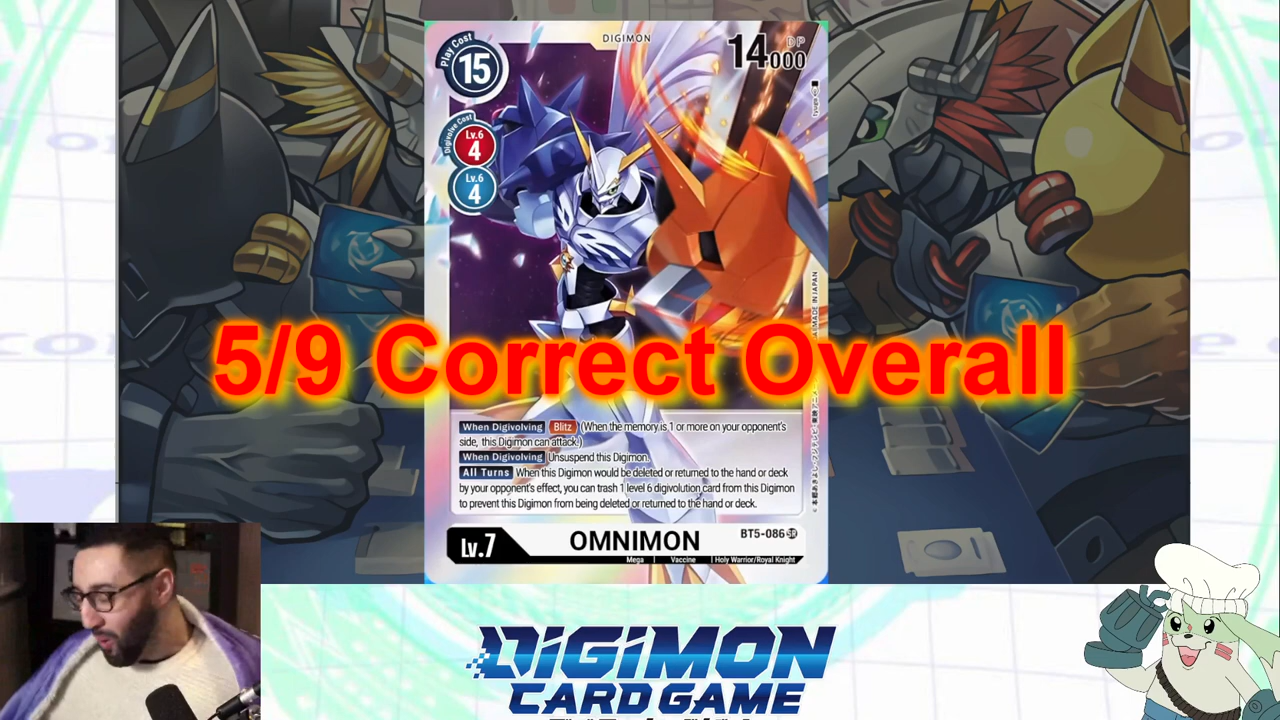 DIGIMON
Play Cost
15
14000
DP
Digivolve Cost
Lv.6
4
Lv.6
4
5/9 Correct Overall
When Digivolving Blitz (When the memory is 1 or more on your opponent's
side, this Digimon can attack.)
When Digivolving Unsuspend this Digimon.
All Turns When this Digimon would be deleted or returned to the hand or deck
by your opponent's effect, you can trash 1 level 6 digivolution card from this Digimon
to prevent this Digimon from being deleted or returned to the hand or deck.
Lv.7
OMNIMON
BT5-086 SR
Mega | Vaccine | Holy Warrior/Royal Knight
MADE IN JAPAN
DIGIMON
CARD GAME